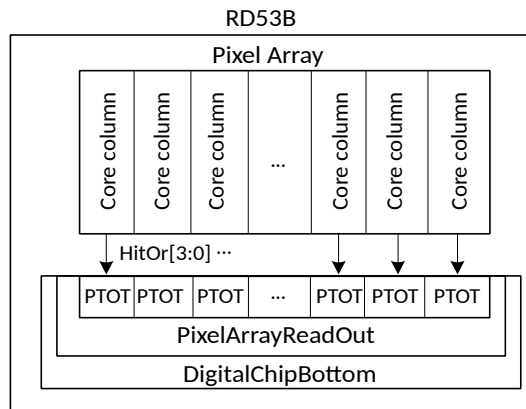 RD53B
Pixel Array
Core column Core column Core column ... Core column Core column Core column
HitOr[3:0] ...
PTOT PTOT PTOT ... PTOT PTOT PTOT
PixelArrayReadOut
DigitalChipBottom